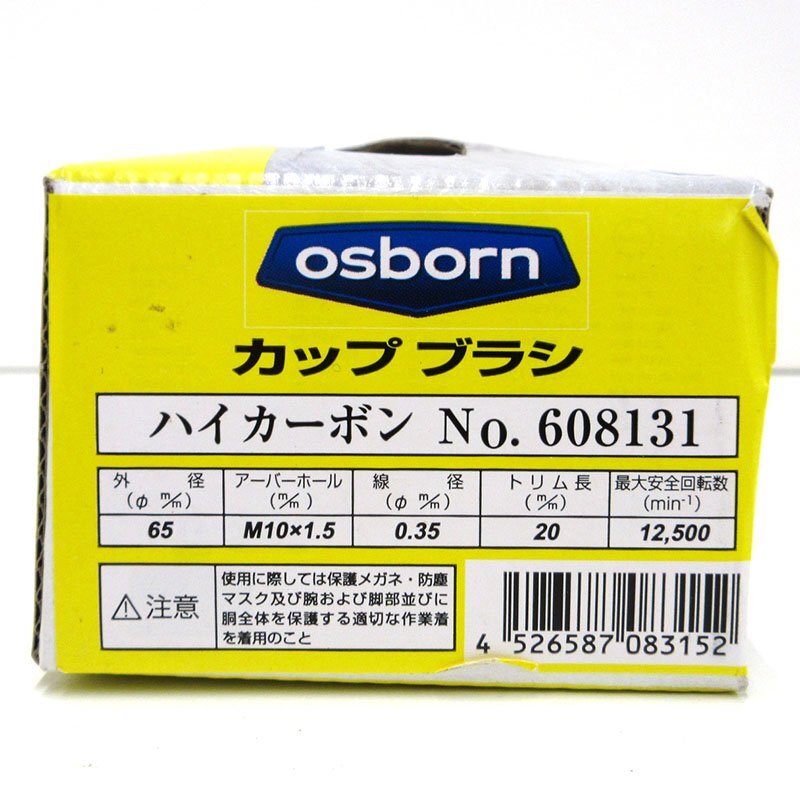 osborn
カップ ブラシ
ハイカーボン No. 608131
外 径 アーバーホール 線 径 トリム長 最大安全回転数
(φ m/m) (m/m) (φ m/m) (m/m) (min⁻¹)
65 M10×1.5 0.35 20 12,500
⚠注意
使用に際しては保護メガネ・防塵
マスク及び腕および脚部並びに
胴全体を保護する適切な作業着
を着用のこと
4 526587 083152